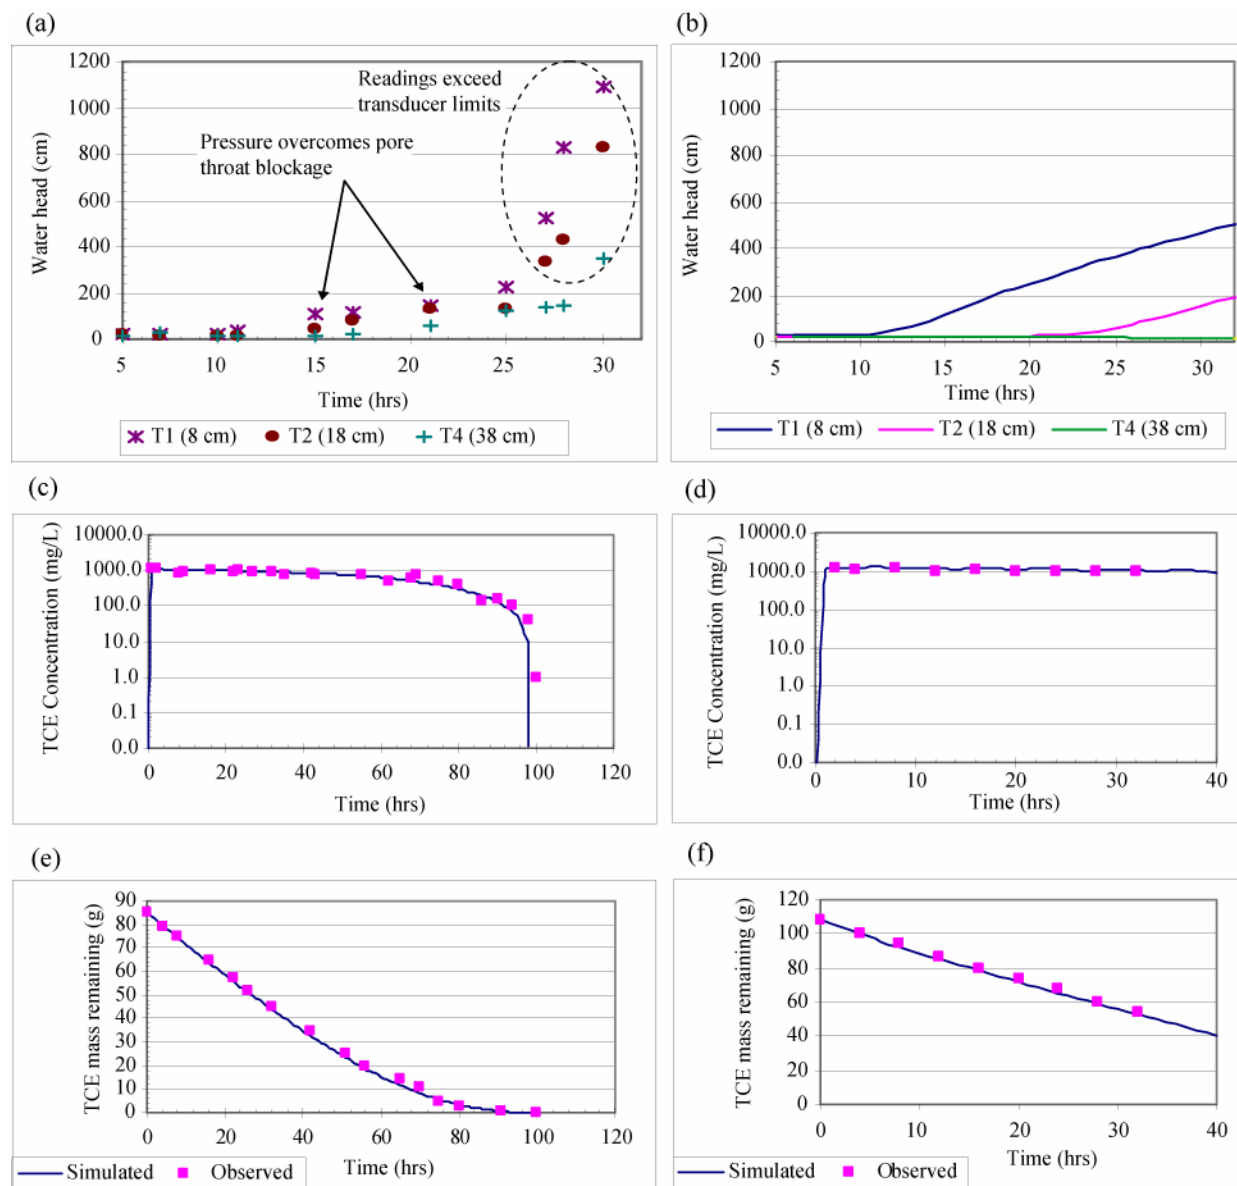 (a)
1200
1000
800
600
400
200
0
Water head (cm)
Readings exceed
transducer limits
Pressure overcomes pore
throat blockage
5 10 15 20 25 30
Time (hrs)
T1 (8 cm) T2 (18 cm) T4 (38 cm)
(b)
1200
1000
800
600
400
200
0
Water head (cm)
5 10 15 20 25 30
Time (hrs)
T1 (8 cm) T2 (18 cm) T4 (38 cm)
(c)
10000.0
1000.0
100.0
10.0
1.0
0.1
0.0
TCE Concentration (mg/L)
0 20 40 60 80 100 120
Time (hrs)
(d)
10000.0
1000.0
100.0
10.0
1.0
0.1
0.0
TCE Concentration (mg/L)
0 10 20 30 40
Time (hrs)
(e)
90
80
70
60
50
40
30
20
10
0
TCE mass remaining (g)
0 20 40 60 80 100 120
Time (hrs)
Simulated Observed
(f)
120
100
80
60
40
20
0
TCE mass remaining (g)
0 10 20 30 40
Time (hrs)
Simulated Observed